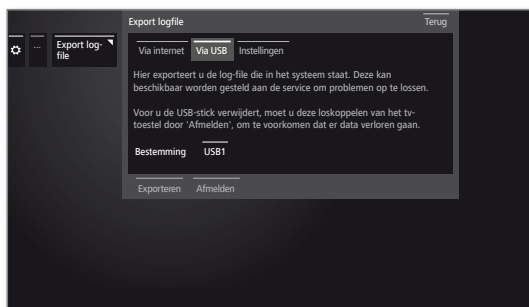 Export logfile
Terug
...
Export log-
file
Via internet
Via USB
Instellingen
Hier exporteert u de log-file die in het systeem staat. Deze kan
beschikbaar worden gesteld aan de service om problemen op te lossen.
Voor u de USB-stick verwijdert, moet u deze loskoppelen van het tv-
toestel door 'Afmelden', om te voorkomen dat er data verloren gaan.
Bestemming
USB1
Exporteren
Afmelden